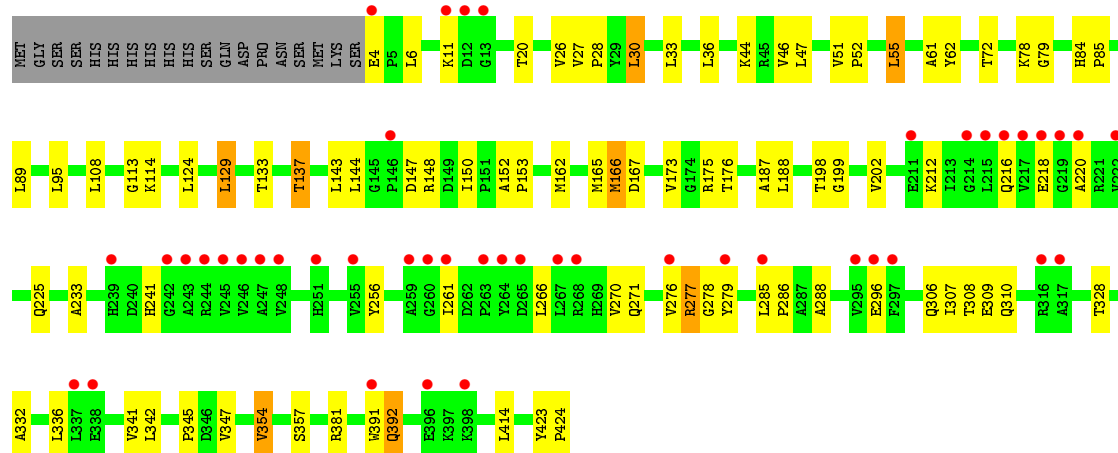 MET GLY SER SER HIS HIS HIS HIS HIS HIS SER GLN ASP PRO ASN SER MET LYS SER E4 P5 L6 K11 D12 G13 T20 V26 V27 P28 Y29 L30 L33 L36 K44 R45 V46 L47 V51 P52 L55 A61 Y62 T72 K78 G79 H84 P85
L89 L95 L108 G113 K114 L124 L129 T133 T137 L143 L144 G145 P146 D147 R148 D149 I150 P151 A152 P153 M162 M165 M166 D167 V173 G174 R175 T176 A187 L188 T198 G199 V202 E211 K212 I213 G214 L215 Q216 V217 E218 G219 A220 R221 V222
Q225 A233 H239 D240 H241 G242 A243 R244 V245 V246 A247 V248 H251 V255 Y256 A259 G260 I261 D262 P263 Y264 D265 L266 L267 R268 H269 V270 Q271 V276 R277 G278 Y279 L285 P286 A287 A288 V295 E296 F297 Q306 I307 T308 E309 Q310 R316 A317 T328
A332 L336 L337 E338 V341 L342 P345 D346 V347 V354 S357 R381 W391 Q392 E396 K397 K398 L414 Y423 P424